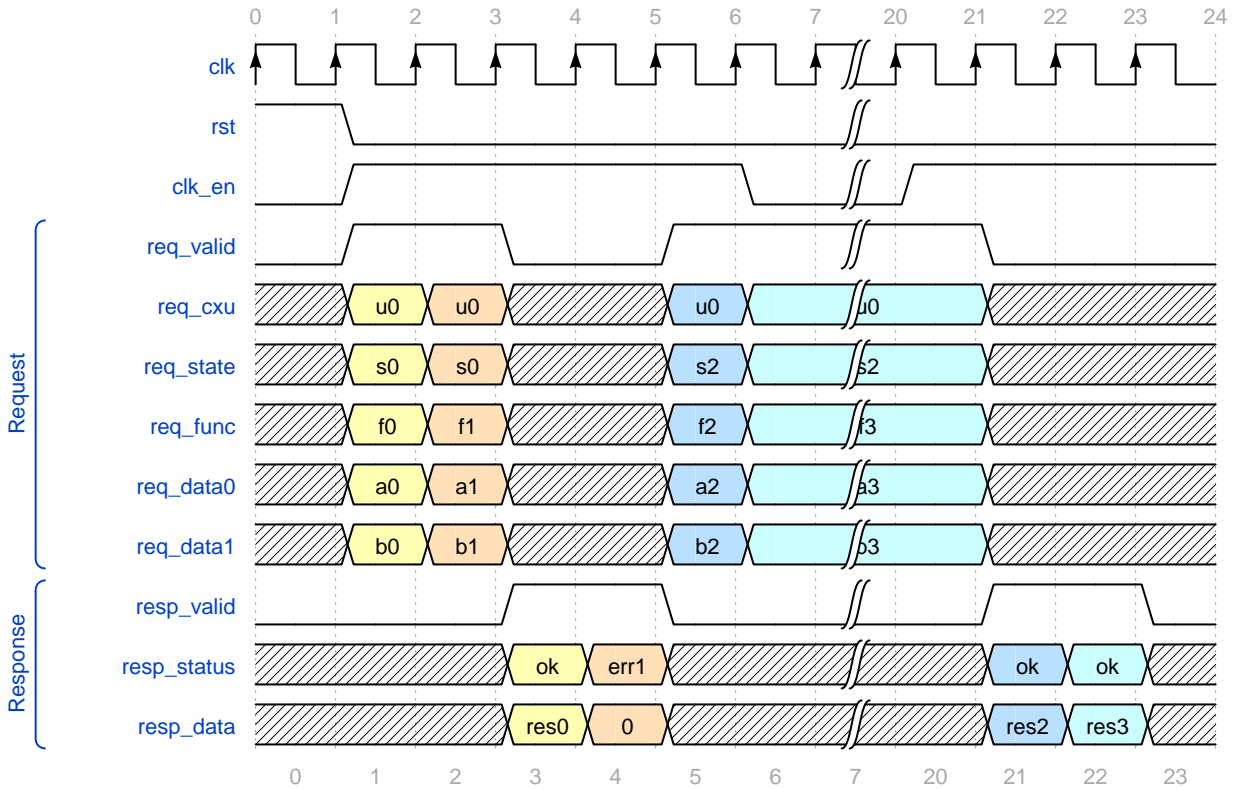 0 1 2 3 4 5 6 7 20 21 22 23 24
clk
rst
clk_en
req_valid
req_cxu u0 u0 u0 u0
req_state s0 s0 s2 s2
Request
req_func f0 f1 f2 f3
req_data0 a0 a1 a2 a3
req_data1 b0 b1 b2 b3
resp_valid
Response
resp_status ok err1 ok ok
resp_data res0 0 res2 res3
0 1 2 3 4 5 6 7 20 21 22 23